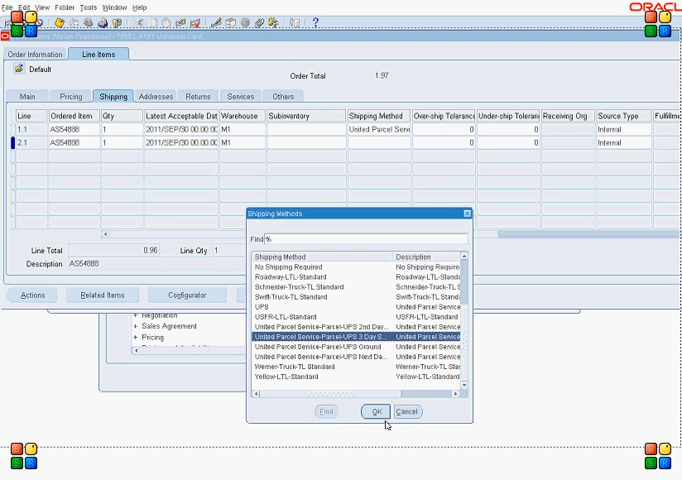 File Edit View Folder Tools Window Help
ORACL
(Vision Operations) - AT&T Universal Card
Order Information Line Items
Default
Order Total 1.97
Main Pricing Shipping Addresses Returns Services Others
Line Ordered Item Qty Latest Acceptable Dat Warehouse Subinventory Shipping Method Over-ship Toleranc Under-ship Toleranc Receiving Org Source Type Fulfillme
1.1 AS54888 1 2011/SEP/30 00:00:00 M1 United Parcel Servi 0 0 Internal
2.1 AS54888 1 2011/SEP/30 00:00:00 M1 0 0 Internal
Line Total 0.96 Line Qty 1
Description AS54888
Actions Related Items Configurator
Negotiation
+ Sales Agreement
+ Pricing
Shipping Methods
Find %
Shipping Method Description
No Shipping Required No Shipping Require
Roadway-LTL-Standard Roadway-LTL-Stand
Schneider-Truck-TL Standard Schneider-Truck-TL S
Swift-Truck-TL Standard Swift-Truck-TL Stand
UPS United Parcel Service
USFR-LTL-Standard USFR-LTL-Standard
United Parcel Service-Parcel-UPS 2nd Day... United Parcel Service
United Parcel Service-Parcel-UPS 3 Day S... United Parcel Service
United Parcel Service-Parcel-UPS Ground United Parcel Service
United Parcel Service-Parcel-UPS Next Da... United Parcel Service
Werner-Truck-TL Standard Werner-Truck-TL Sta
Yellow-LTL-Standard Yellow-LTL-Standard
Find OK Cancel